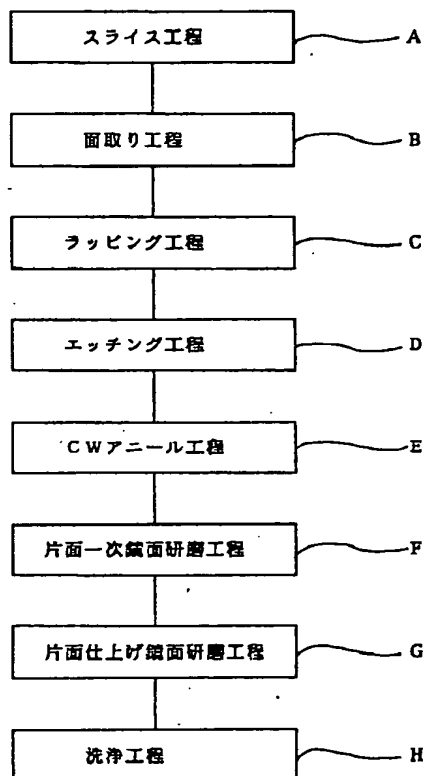 スライス工程 A
面取り工程 B
ラッピング工程 C
エッチング工程 D
CWアニール工程 E
片面一次鏡面研磨工程 F
片面仕上げ鏡面研磨工程 G
洗浄工程 H